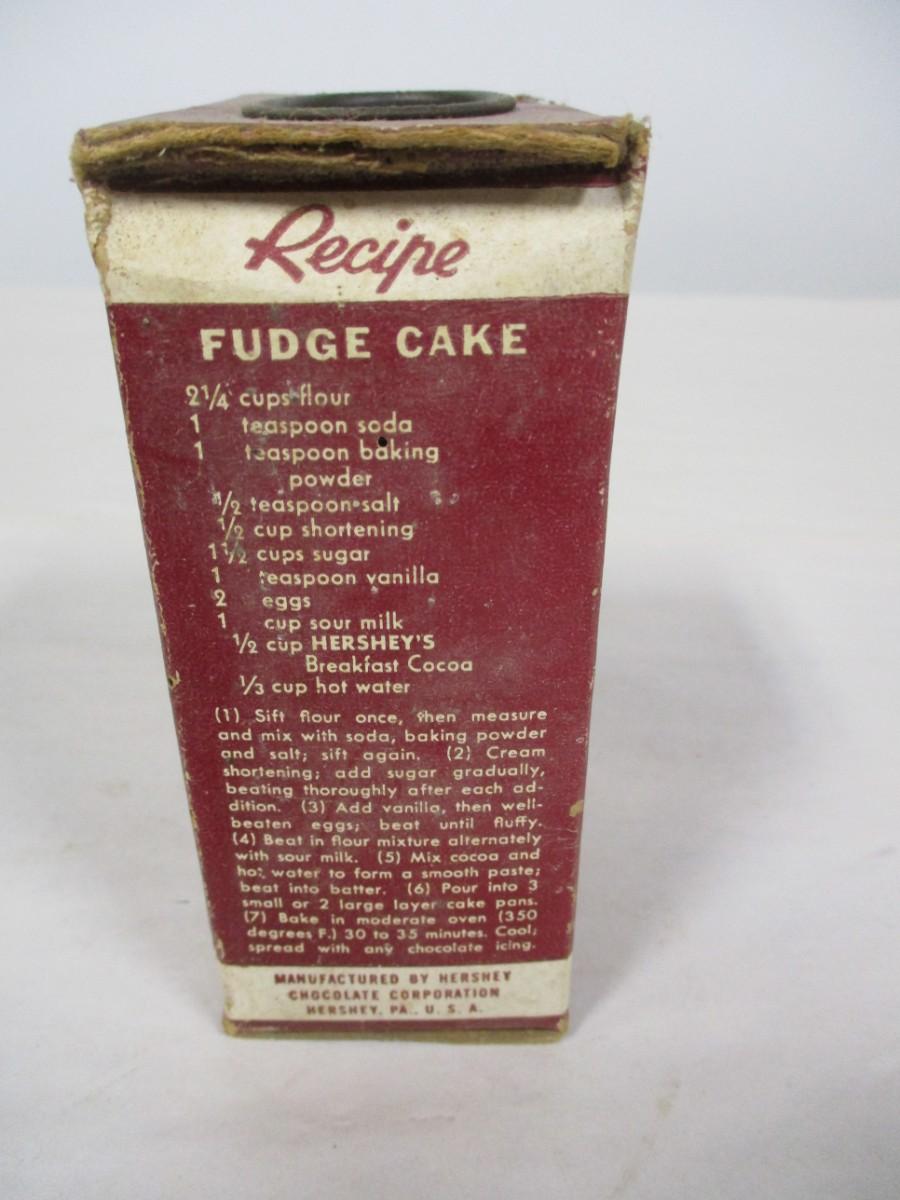 Recipe
FUDGE CAKE
2 1/4 cups flour
1 teaspoon soda
1 teaspoon baking
powder
1/2 teaspoon salt
1/2 cup shortening
1 1/2 cups sugar
1 teaspoon vanilla
2 eggs
1 cup sour milk
1/2 cup HERSHEY'S
Breakfast Cocoa
1/3 cup hot water
(1) Sift flour once, then measure
and mix with soda, baking powder
and salt; sift again. (2) Cream
shortening; add sugar gradually,
beating thoroughly after each ad-
dition. (3) Add vanilla, then well-
beaten eggs; beat until fluffy.
(4) Beat in flour mixture alternately
with sour milk. (5) Mix cocoa and
hot water to form a smooth paste;
beat into batter. (6) Pour into 3
small or 2 large layer cake pans.
(7) Bake in moderate oven (350
degrees F.) 30 to 35 minutes. Cool;
spread with any chocolate icing.
MANUFACTURED BY HERSHEY
CHOCOLATE CORPORATION
HERSHEY, PA., U. S. A.